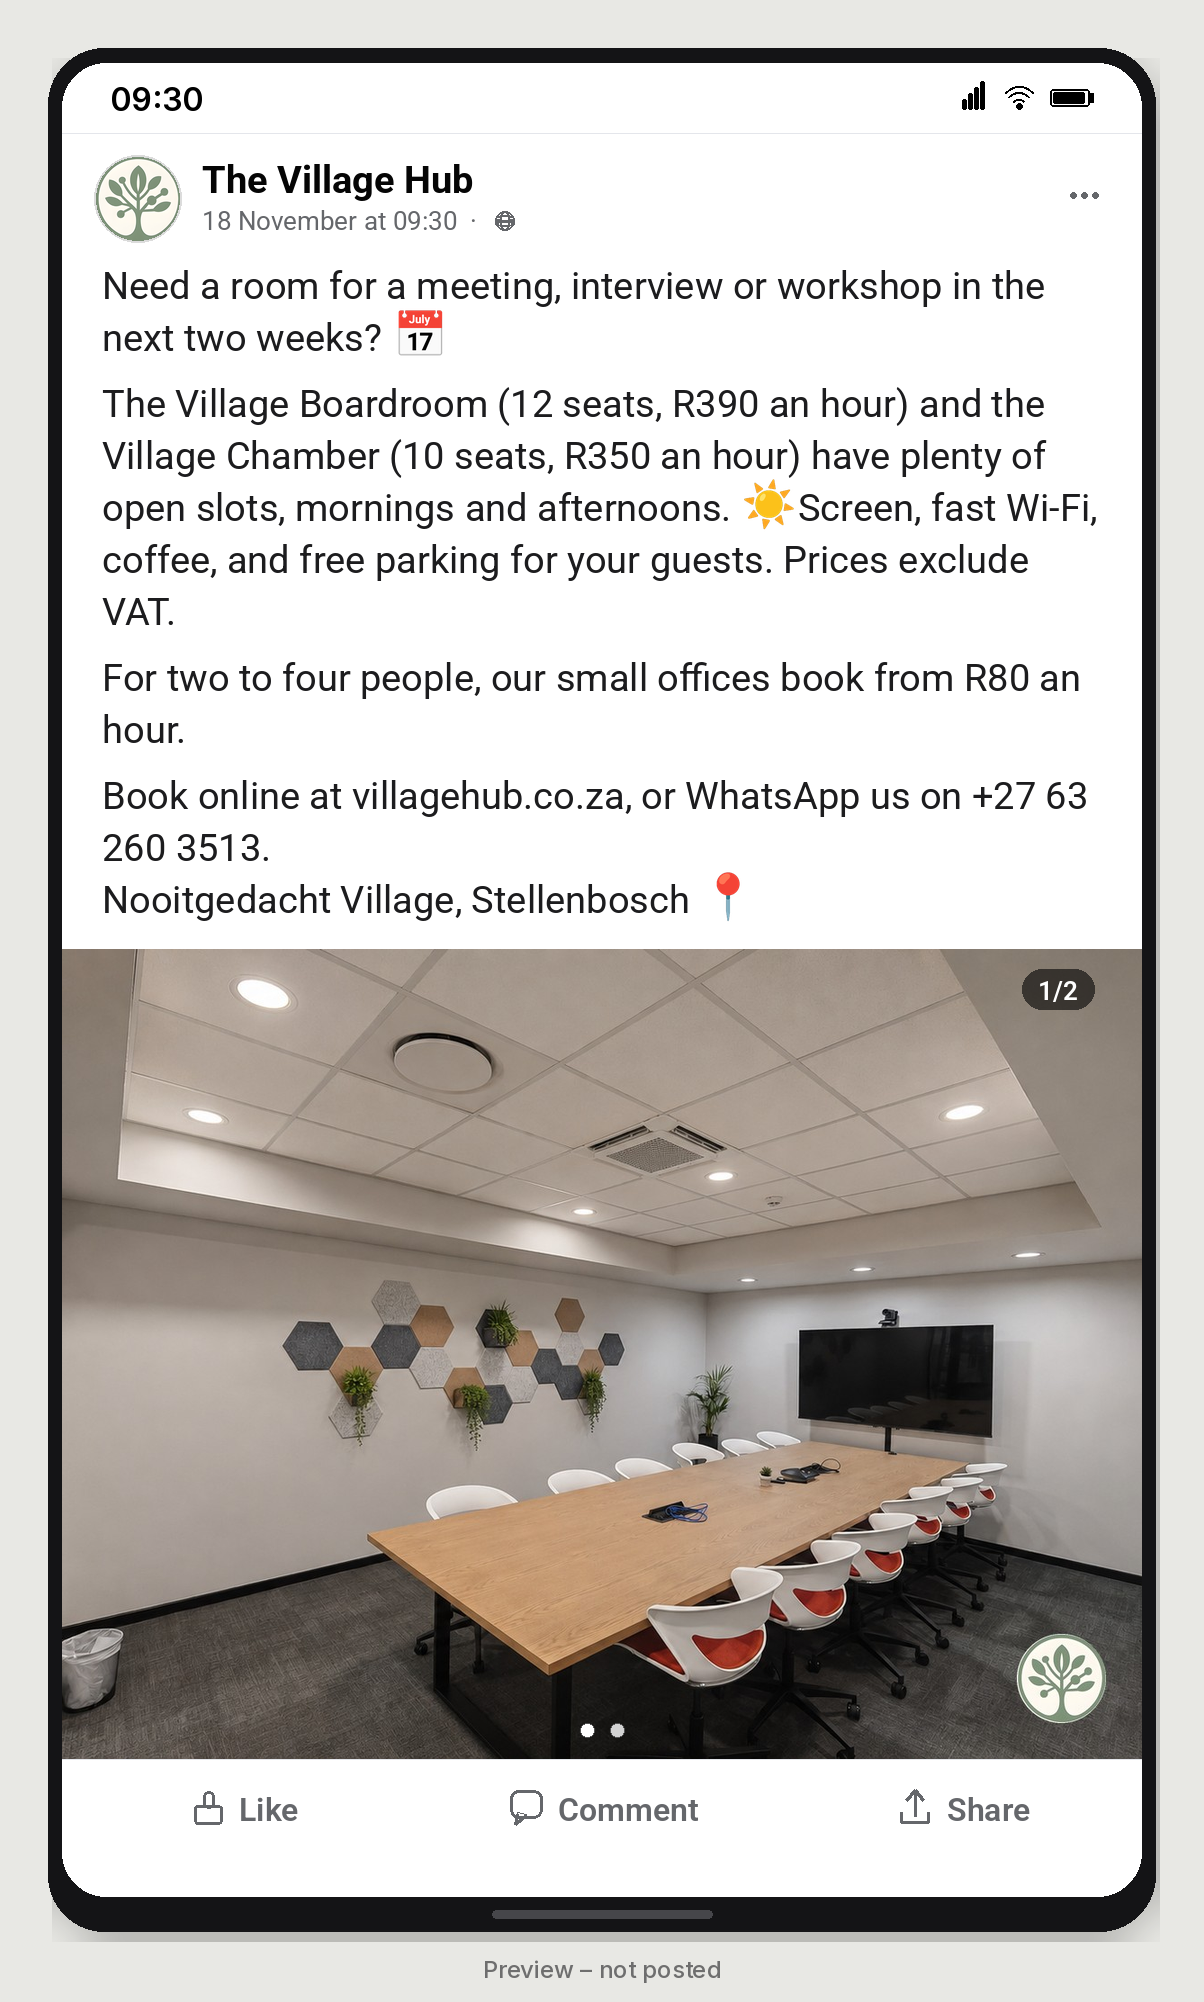 09:30
The Village Hub
18 November at 09:30 ·
Need a room for a meeting, interview or workshop in the
next two weeks? 📅
The Village Boardroom (12 seats, R390 an hour) and the
Village Chamber (10 seats, R350 an hour) have plenty of
open slots, mornings and afternoons. ☀️Screen, fast Wi-Fi,
coffee, and free parking for your guests. Prices exclude
VAT.
For two to four people, our small offices book from R80 an
hour.
Book online at villagehub.co.za, or WhatsApp us on +27 63
260 3513.
Nooitgedacht Village, Stellenbosch 📍
1/2
Like
Comment
Share
Preview – not posted